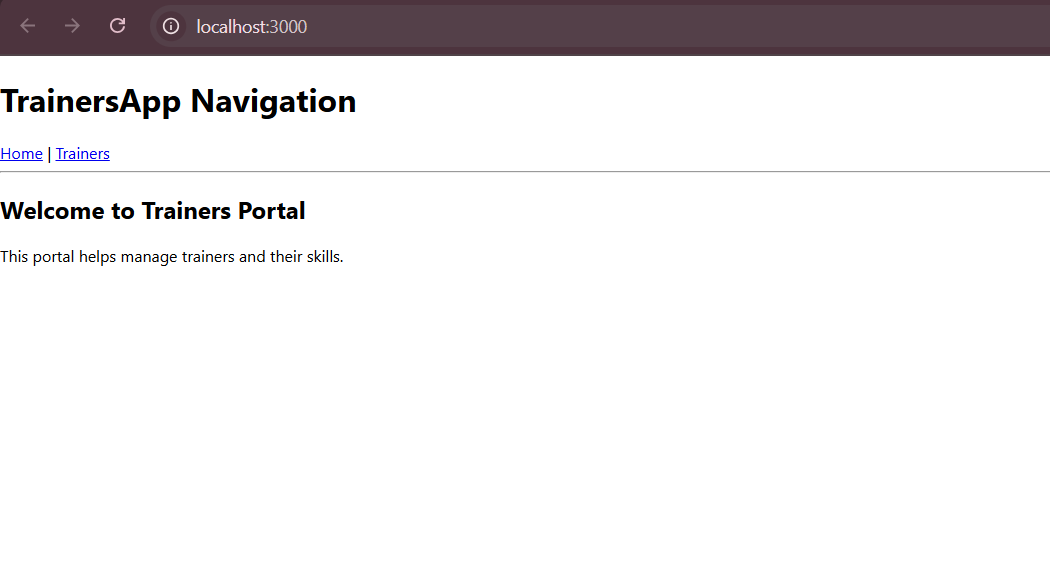 localhost:3000
TrainersApp Navigation
Home | Trainers
Welcome to Trainers Portal
This portal helps manage trainers and their skills.